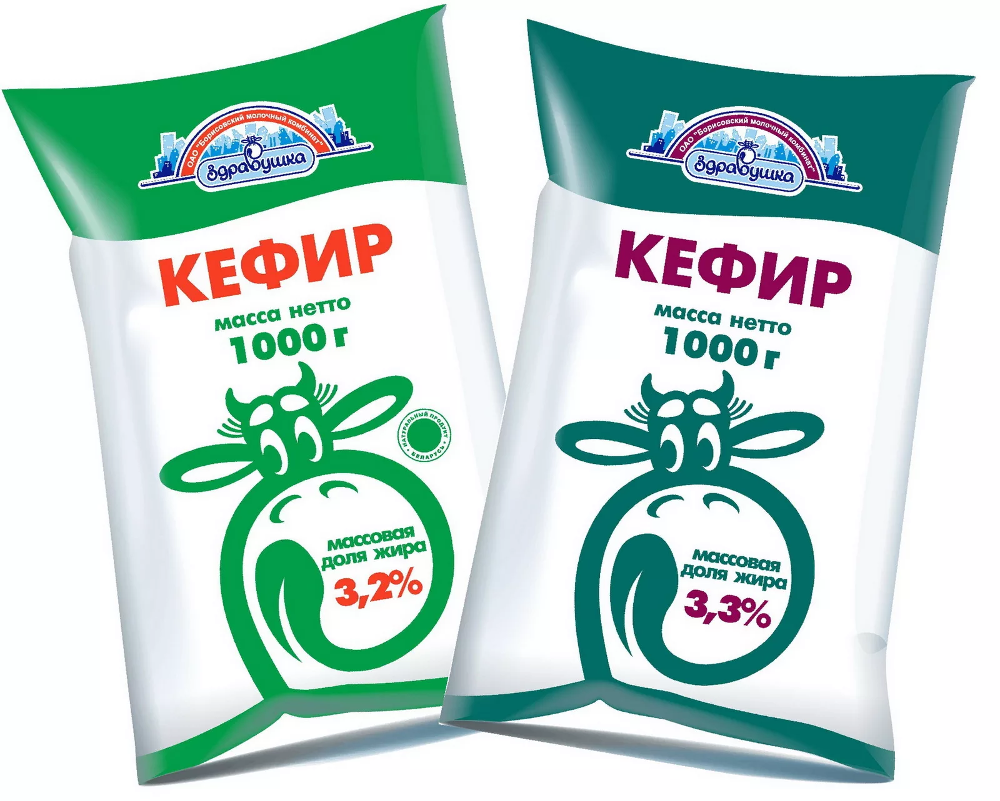 ОАО "Борисовский молочный комбинат"
Здравушка
КЕФИР
масса нетто
1000 г
НАТУРАЛЬНЫЙ ПРОДУКТ
• БЕЛАРУСЬ •
массовая
доля жира
3,2%
ОАО "Борисовский молочный комбинат"
Здравушка
КЕФИР
масса нетто
1000 г
массовая
доля жира
3,3%